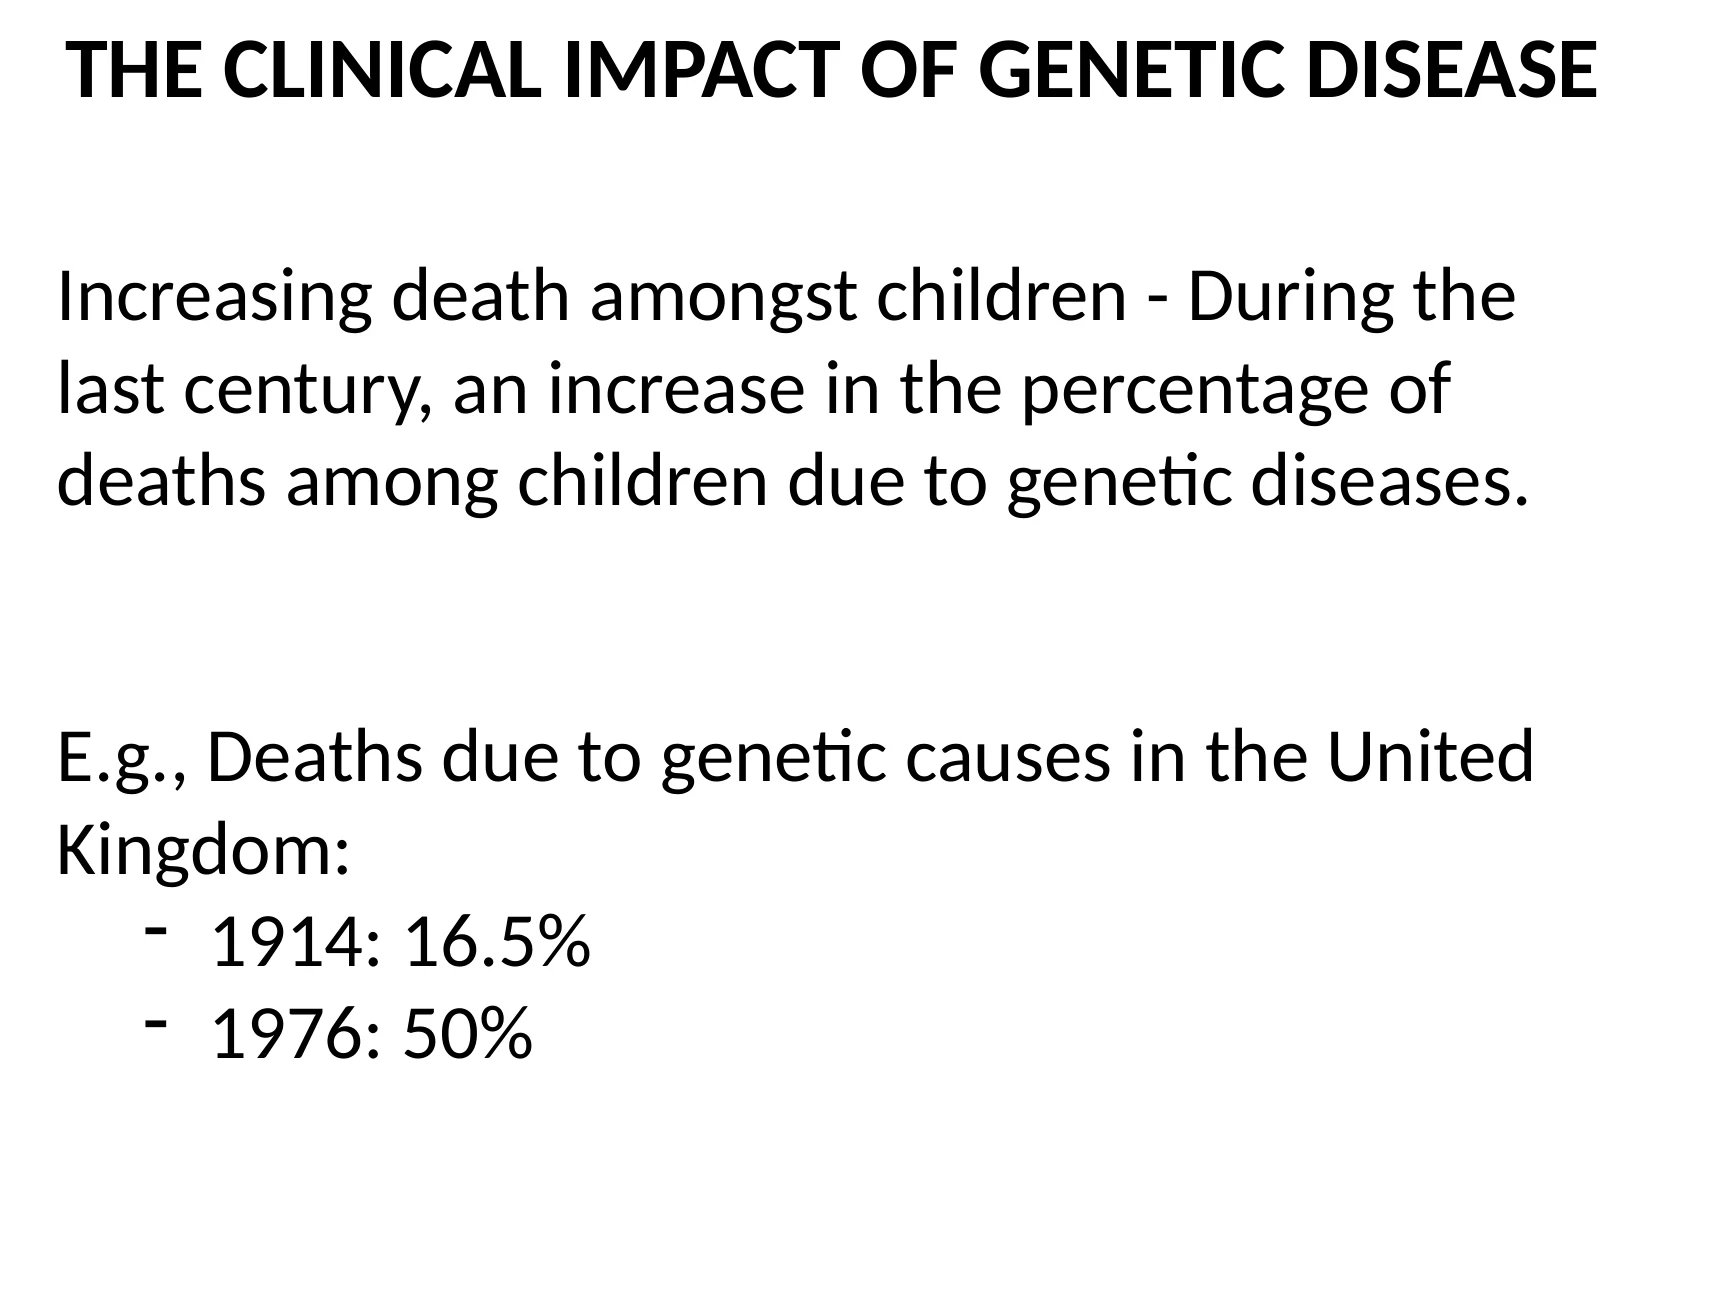 THE CLINICAL IMPACT OF GENETIC DISEASE
Increasing death amongst children - During the
last century, an increase in the percentage of
deaths among children due to genetic diseases.
E.g., Deaths due to genetic causes in the United
Kingdom:
- 1914: 16.5%
- 1976: 50%